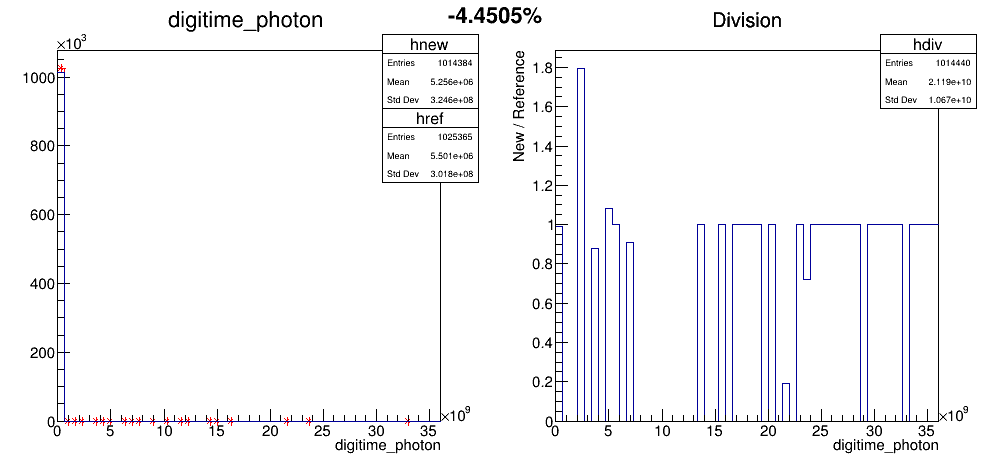 digitime_photon
-4.4505%
Division
×10³
hnew
Entries 1014384
Mean 5.256e+06
Std Dev 3.246e+08
href
Entries 1025365
Mean 5.501e+06
Std Dev 3.018e+08
1000
800
600
400
200
0
0 5 10 15 20 25 30 35
×10⁹
digitime_photon
hdiv
Entries 1014440
Mean 2.119e+10
Std Dev 1.067e+10
New / Reference
1.8
1.6
1.4
1.2
1
0.8
0.6
0.4
0.2
0
0 5 10 15 20 25 30 35
×10⁹
digitime_photon